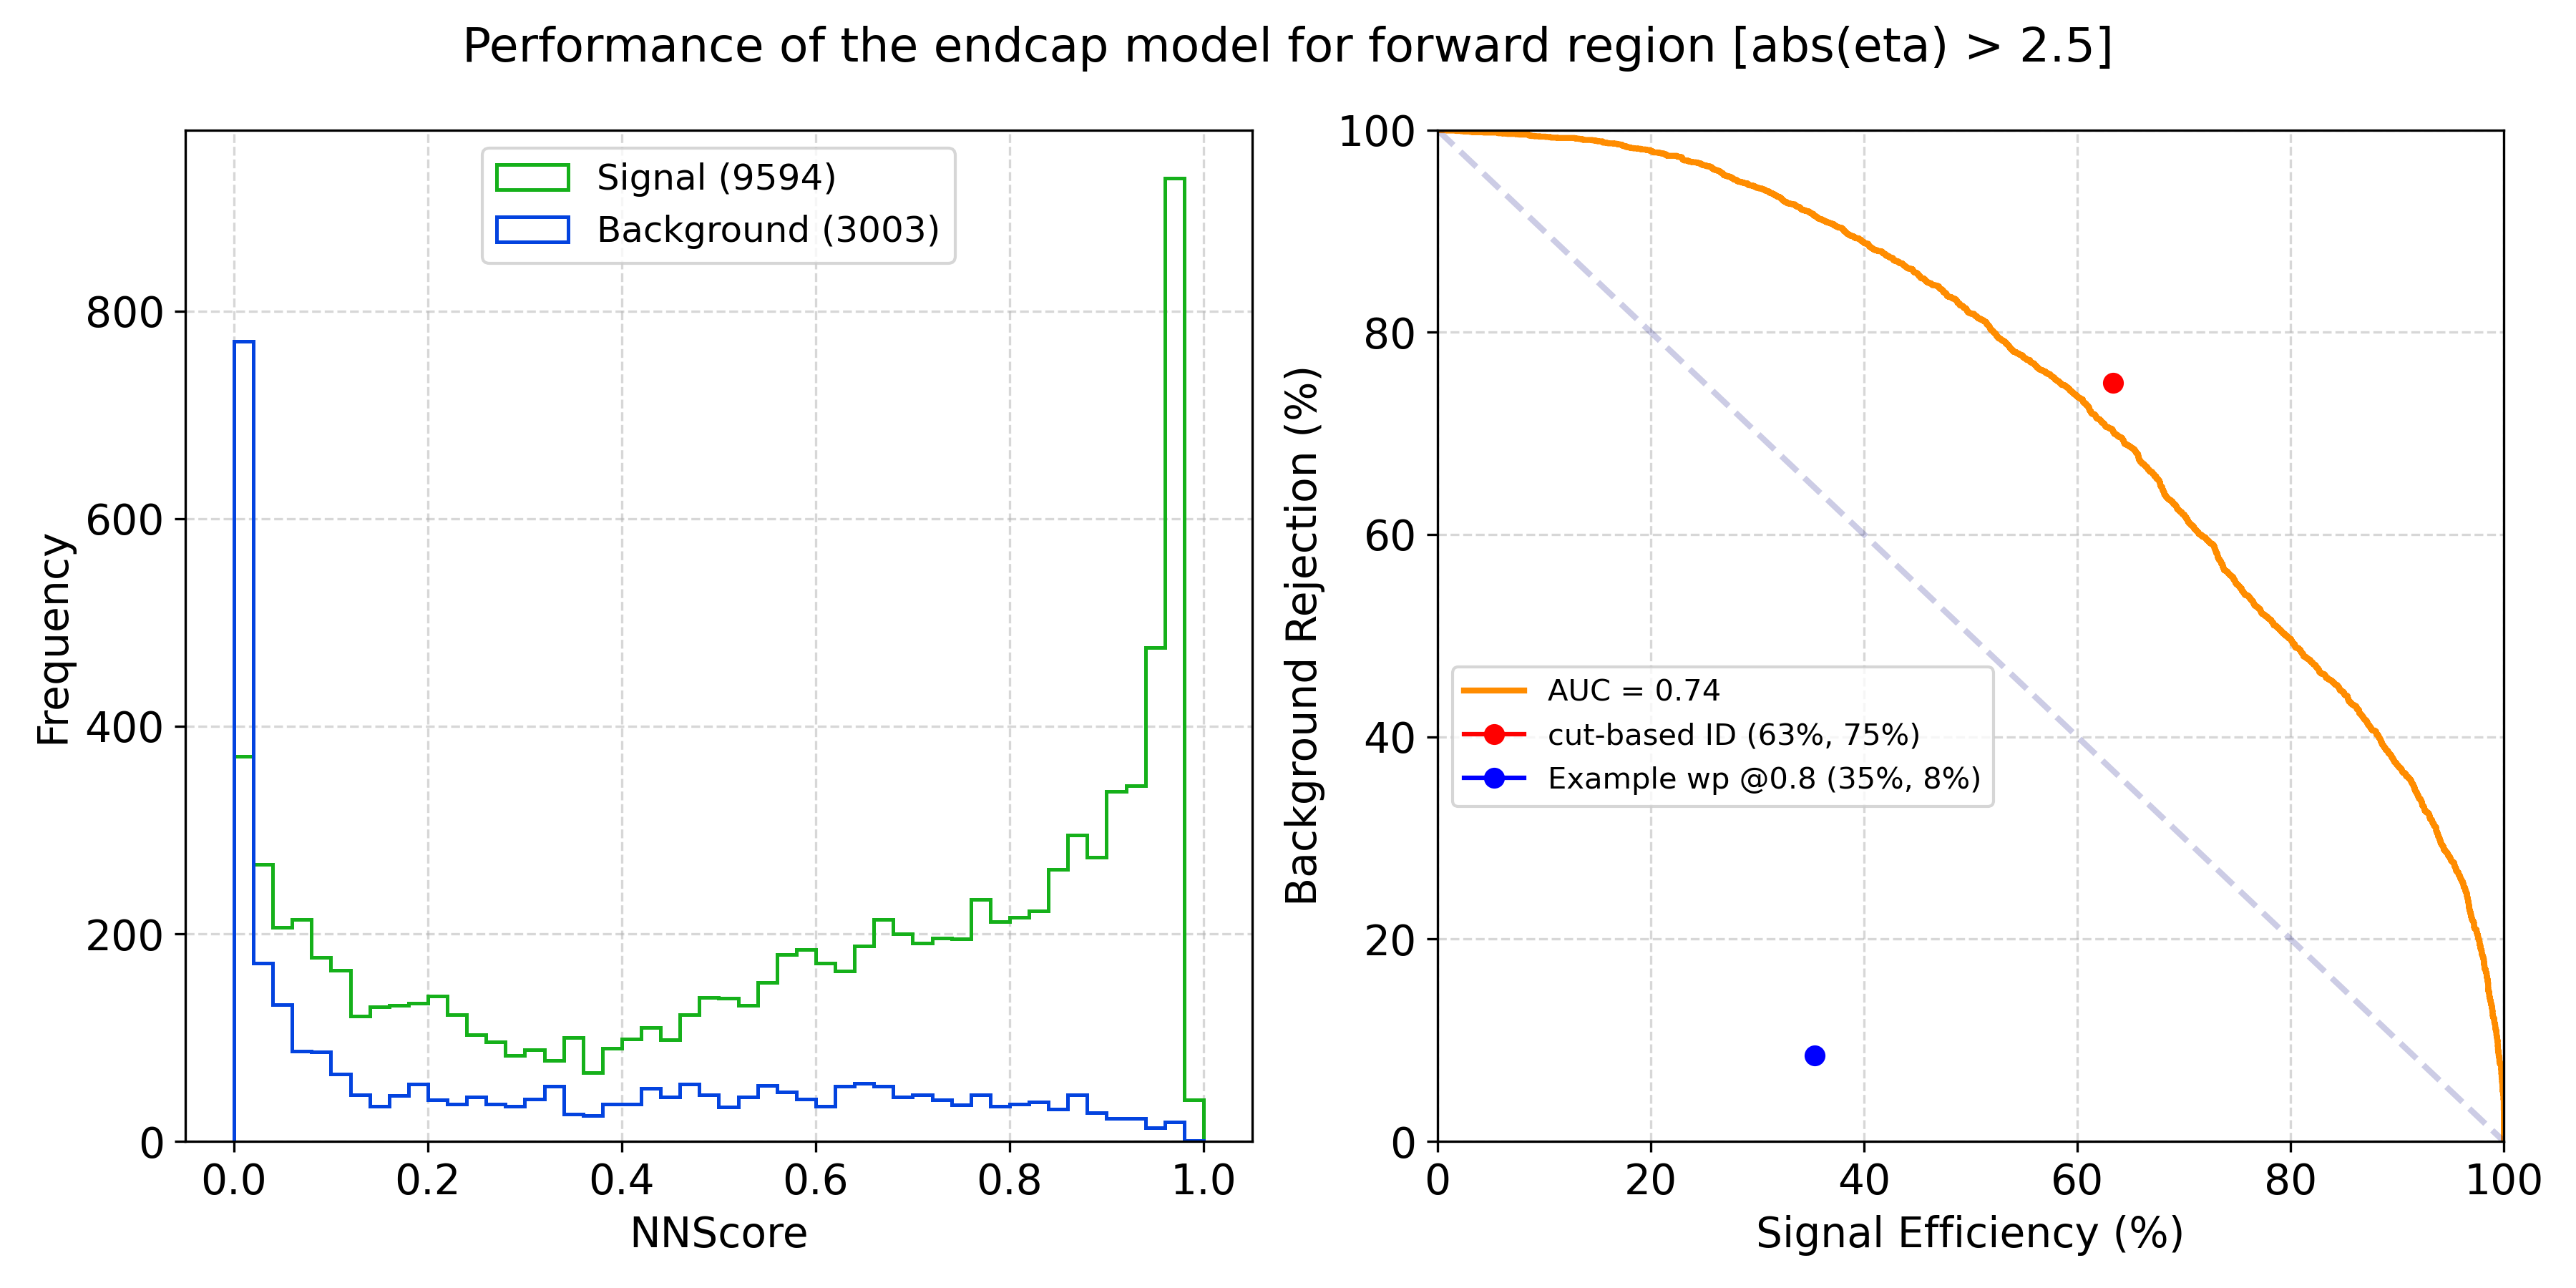 Performance of the endcap model for forward region [abs(eta) > 2.5]
Signal (9594)
Background (3003)
Frequency
800
600
400
200
0
0.0 0.2 0.4 0.6 0.8 1.0
NNScore
Background Rejection (%)
100
80
60
40
20
0
AUC = 0.74
cut-based ID (63%, 75%)
Example wp @0.8 (35%, 8%)
0 20 40 60 80 100
Signal Efficiency (%)